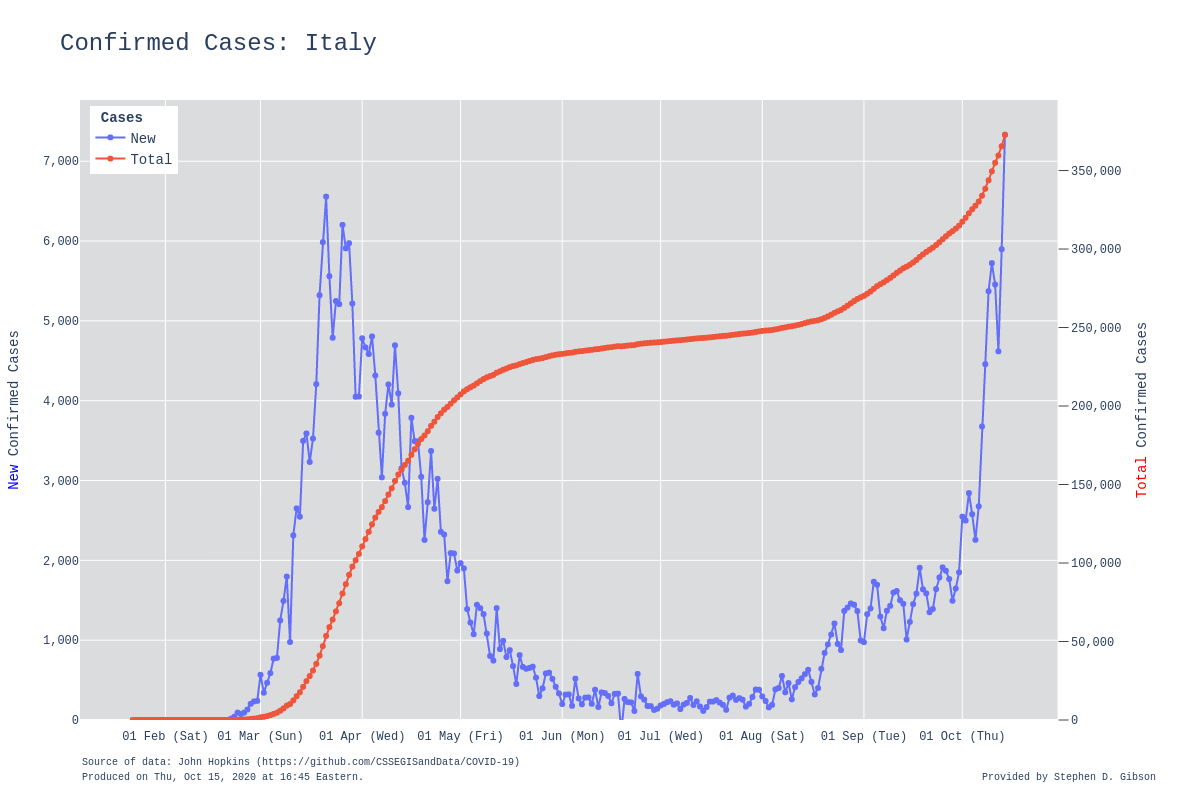 Confirmed Cases: Italy
Cases
New
Total
7,000
6,000
5,000
4,000
3,000
2,000
1,000
0
350,000
300,000
250,000
200,000
150,000
100,000
50,000
0
New Confirmed Cases
Total Confirmed Cases
01 Feb (Sat) 01 Mar (Sun) 01 Apr (Wed) 01 May (Fri) 01 Jun (Mon) 01 Jul (Wed) 01 Aug (Sat) 01 Sep (Tue) 01 Oct (Thu)
Source of data: John Hopkins (https://github.com/CSSEGISandData/COVID-19)
Produced on Thu, Oct 15, 2020 at 16:45 Eastern.
Provided by Stephen D. Gibson